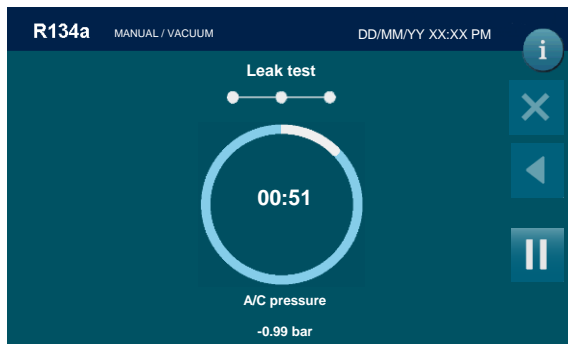 R134a MANUAL / VACUUM DD/MM/YY XX:XX PM
i
Leak test
00:51
A/C pressure
-0.99 bar